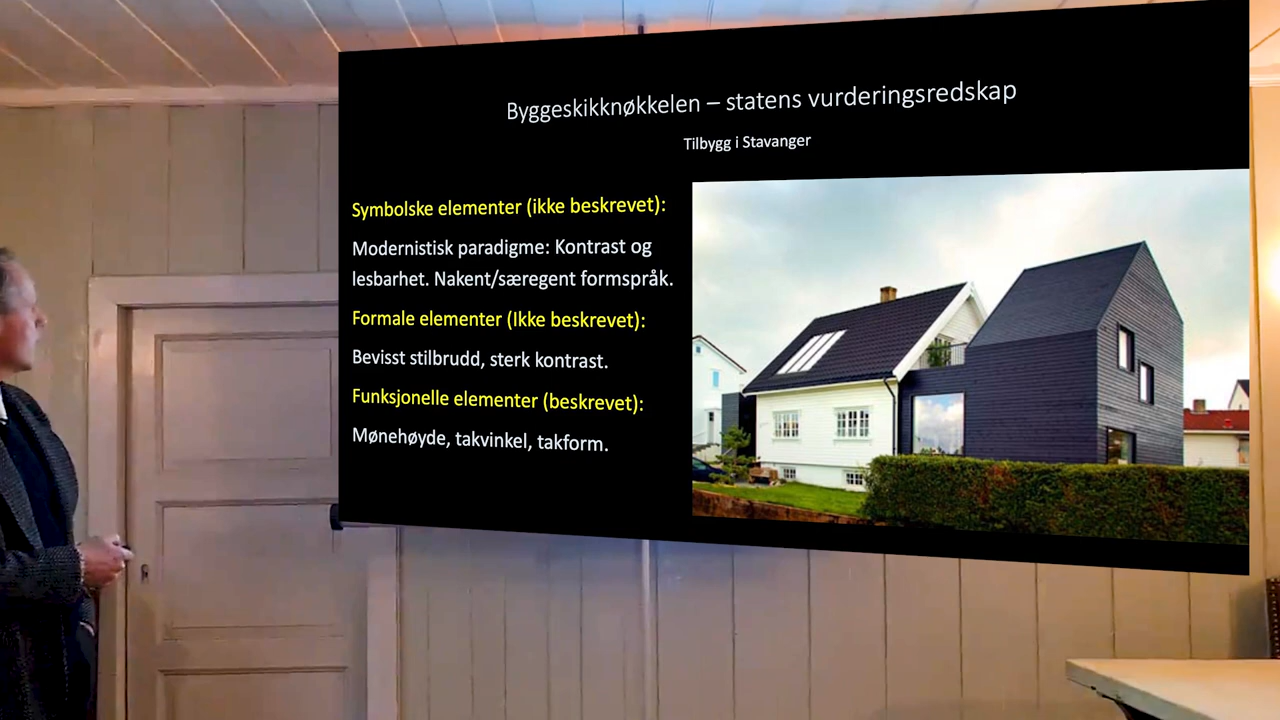 Byggeskikknøkkelen – statens vurderingsredskap
Tilbygg i Stavanger
Symbolske elementer (ikke beskrevet):
Modernistisk paradigme: Kontrast og
lesbarhet. Nakent/særegent formspråk.
Formale elementer (Ikke beskrevet):
Bevisst stilbrudd, sterk kontrast.
Funksjonelle elementer (beskrevet):
Mønehøyde, takvinkel, takform.